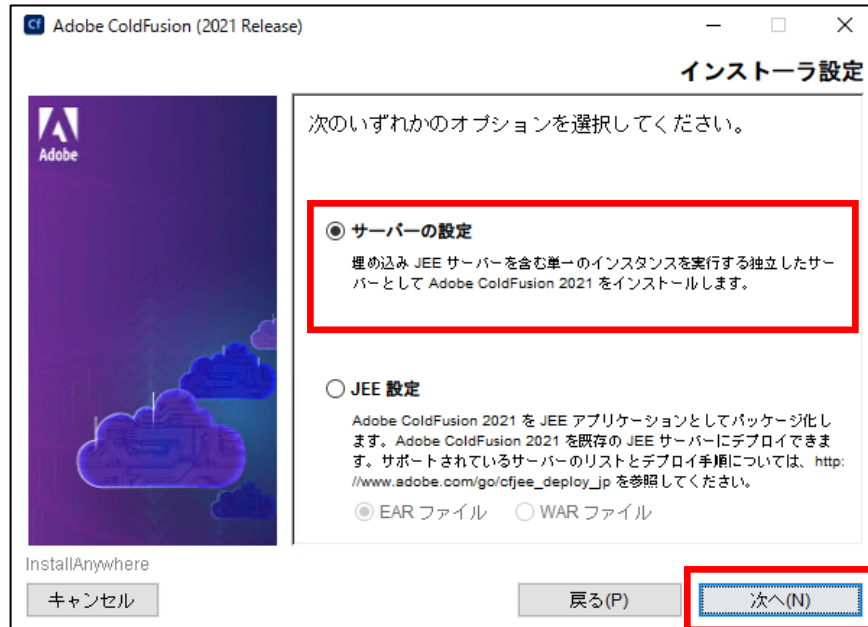 Cf Adobe ColdFusion (2021 Release)
インストーラ設定
Adobe
次のいずれかのオプションを選択してください。
サーバーの設定
埋め込み JEE サーバーを含む単一のインスタンスを実行する独立したサー
バーとして Adobe ColdFusion 2021 をインストールします。
JEE 設定
Adobe ColdFusion 2021 を JEE アプリケーションとしてパッケージ化し
ます。Adobe ColdFusion 2021 を既存の JEE サーバーにデプロイできま
す。サポートされているサーバーのリストとデプロイ手順については、http:
//www.adobe.com/go/cfjee_deploy_jp を参照してください。
EAR ファイル WAR ファイル
InstallAnywhere
キャンセル 戻る(P) 次へ(N)